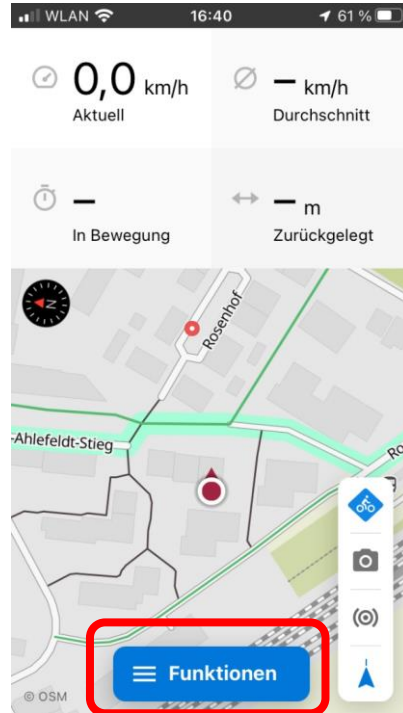 WLAN 16:40 61 %
0,0 km/h
Aktuell
– km/h
Durchschnitt
–
In Bewegung
– m
Zurückgelegt
N
Rosenhof
-Ahlefeldt-Stieg
Ro
Funktionen
© OSM